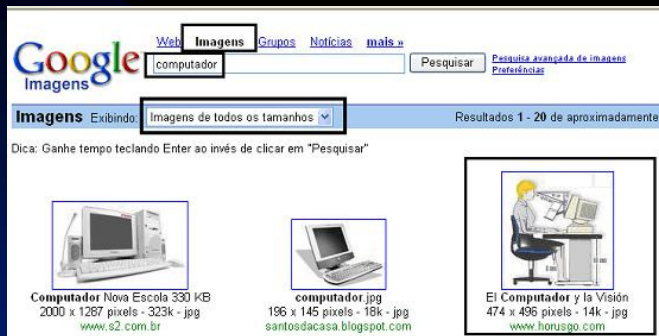 Web Imagens Grupos Notícias mais »
Google
Imagens
computador Pesquisar Pesquisa avançada de imagens
Preferências
Imagens Exibindo: Imagens de todos os tamanhos Resultados 1 - 20 de aproximadamente
Dica: Ganhe tempo teclando Enter ao invés de clicar em "Pesquisar"
Computador Nova Escola 330 KB
2000 x 1287 pixels - 323k - jpg
www.s2.com.br
computador.jpg
196 x 145 pixels - 18k - jpg
santosdacasa.blogspot.com
El Computador y la Visión
474 x 496 pixels - 14k - jpg
www.horusgo.com